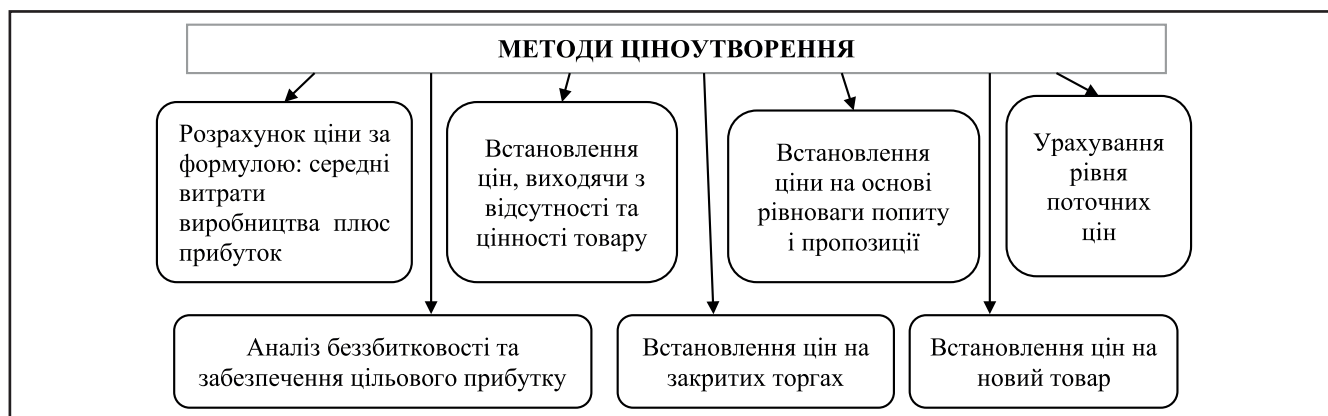 МЕТОДИ ЦІНОУТВОРЕННЯ
Розрахунок ціни за
формулою: середні
витрати
виробництва плюс
прибуток
Встановлення
цін, виходячи з
відсутності та
цінності товару
Встановлення
ціни на основі
рівноваги попиту
і пропозиції
Урахування
рівня
поточних
цін
Аналіз беззбитковості та
забезпечення цільового прибутку
Встановлення цін на
закритих торгах
Встановлення цін на
новий товар